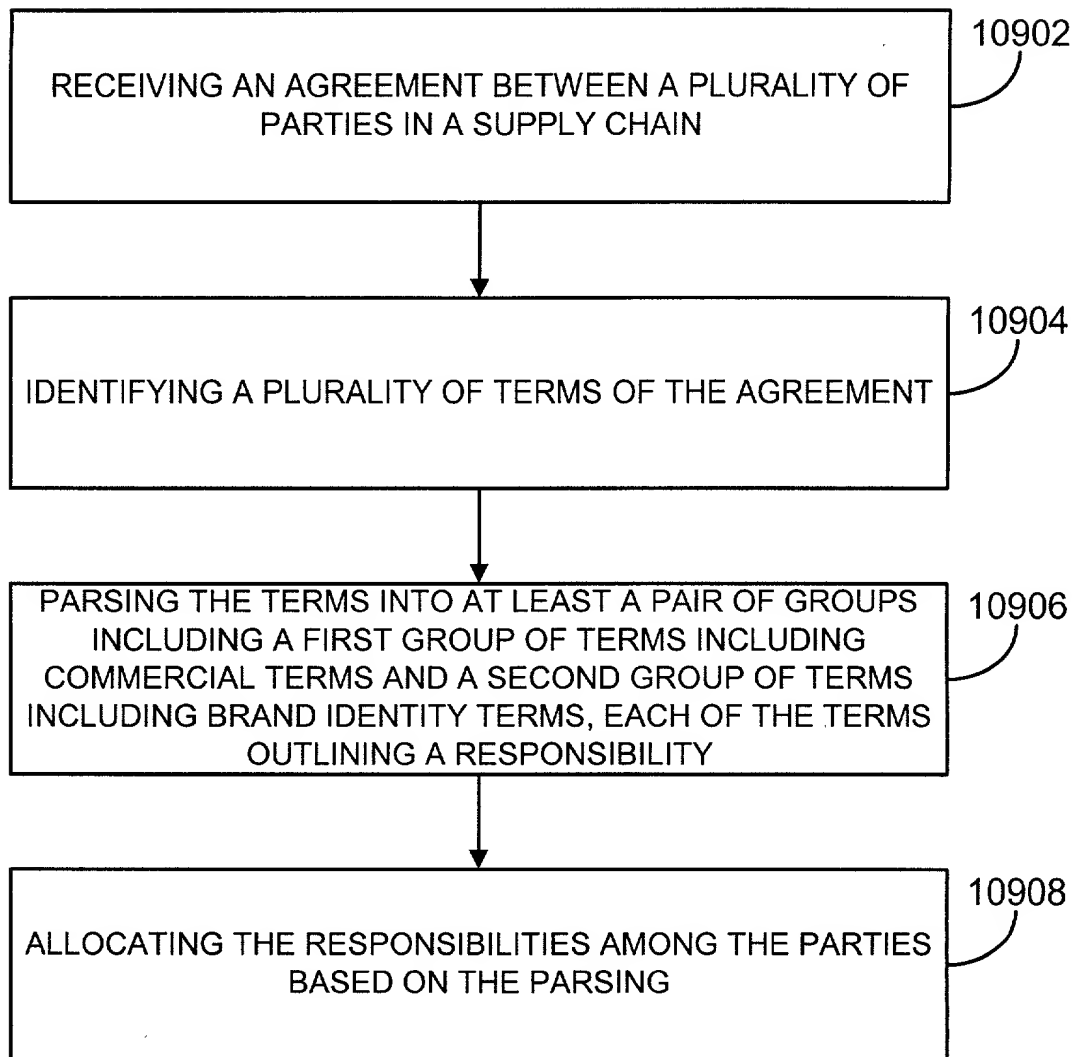 10902
RECEIVING AN AGREEMENT BETWEEN A PLURALITY OF
PARTIES IN A SUPPLY CHAIN
10904
IDENTIFYING A PLURALITY OF TERMS OF THE AGREEMENT
10906
PARSING THE TERMS INTO AT LEAST A PAIR OF GROUPS
INCLUDING A FIRST GROUP OF TERMS INCLUDING
COMMERCIAL TERMS AND A SECOND GROUP OF TERMS
INCLUDING BRAND IDENTITY TERMS, EACH OF THE TERMS
OUTLINING A RESPONSIBILITY
10908
ALLOCATING THE RESPONSIBILITIES AMONG THE PARTIES
BASED ON THE PARSING